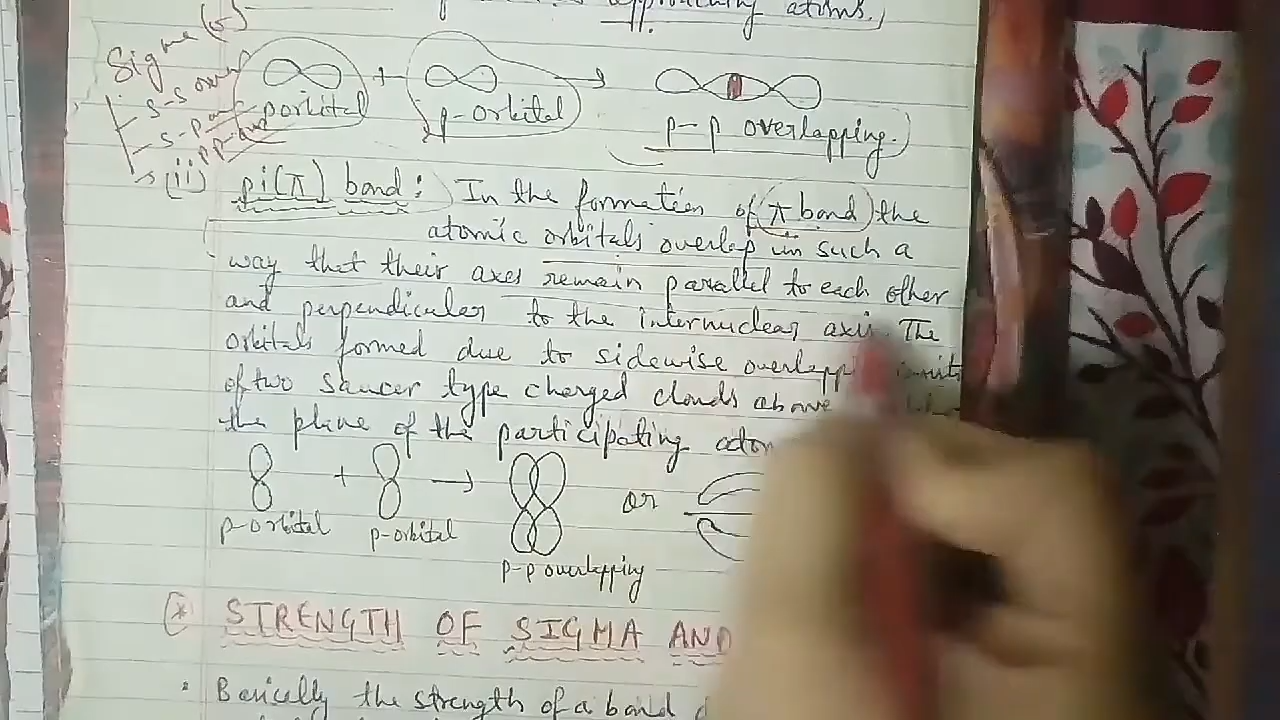 approaching atoms.
Sigma (σ)
s-s over
s-p
p-p
p orbital + p-orbital →
p-p overlapping.
(ii) pi(π) bond: In the formation of (π bond) the
atomic orbitals overlap in such a
way that their axes remain parallel to each other
and perpendicular to the internuclear axis. The
orbitals formed due to sidewise
of two saucer type charged clouds above
the plane of the participating
+ → or
p-orbital p-orbital
p-p overlapping
* STRENGTH OF SIGMA AND
Basically the strength of a bond